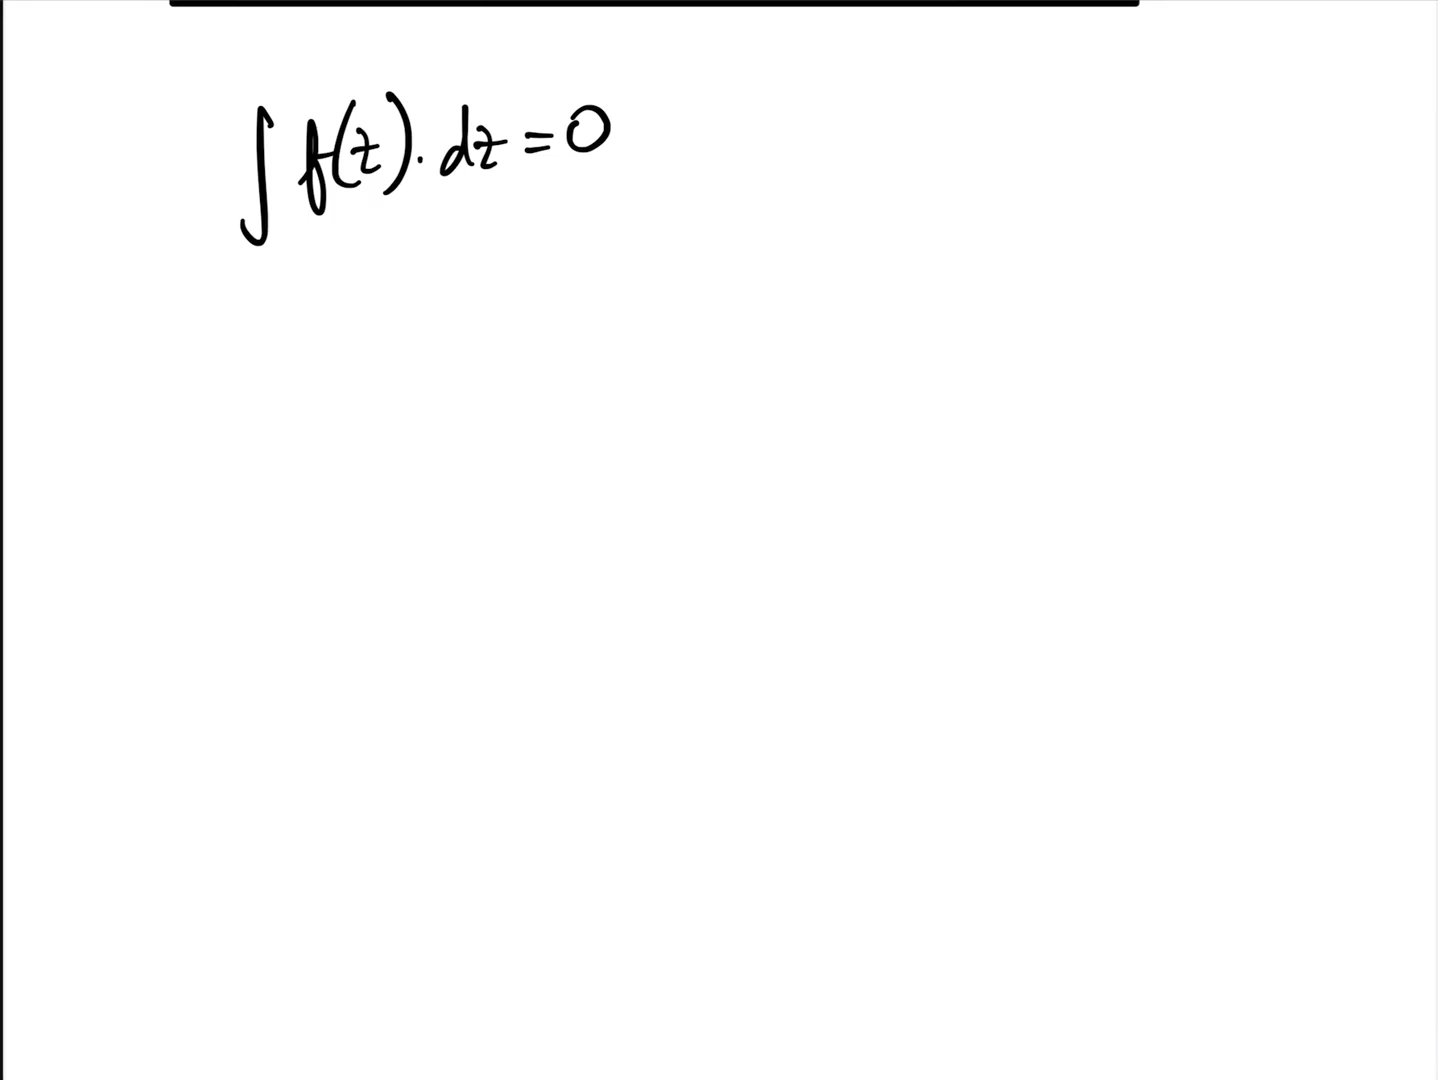 ∫ f(z). dz = 0